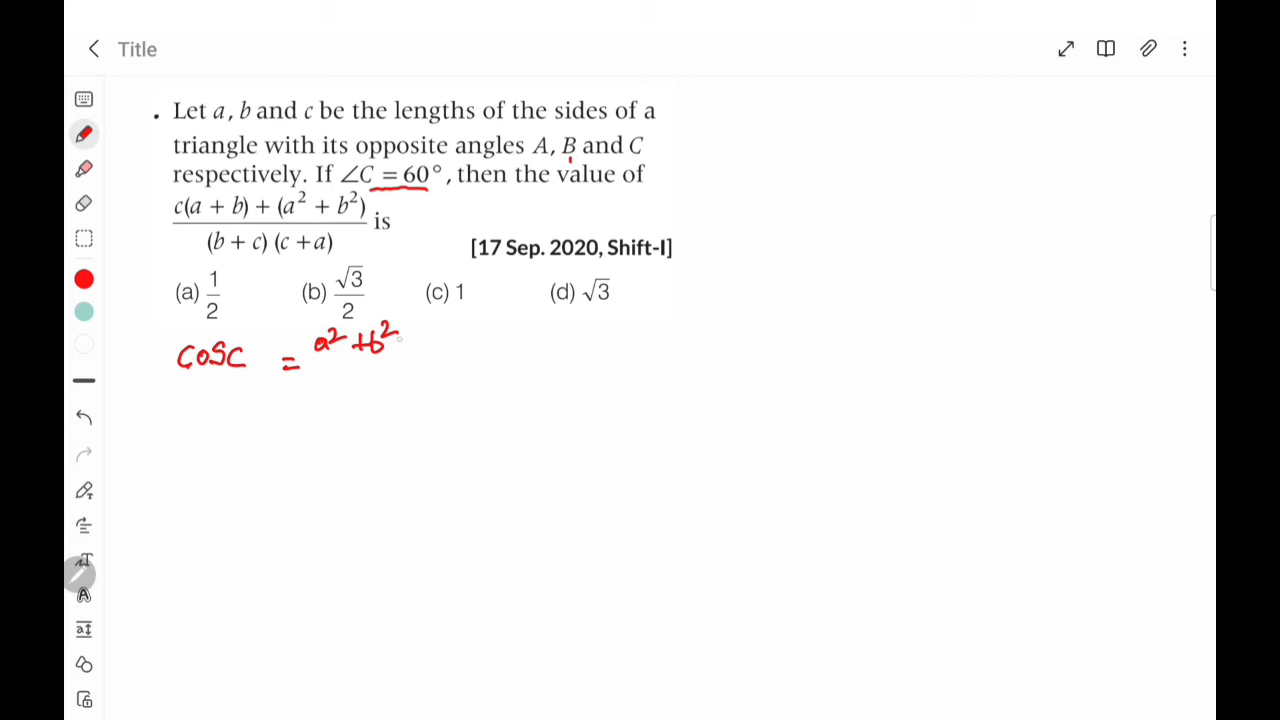 Title
. Let a, b and c be the lengths of the sides of a
triangle with its opposite angles A, B and C
respectively. If ∠C = 60°, then the value of
c(a + b) + (a² + b²)
(b + c) (c + a)
is
[17 Sep. 2020, Shift-I]
(a) 1/2 (b) √3/2 (c) 1 (d) √3
cosc = a² + b²